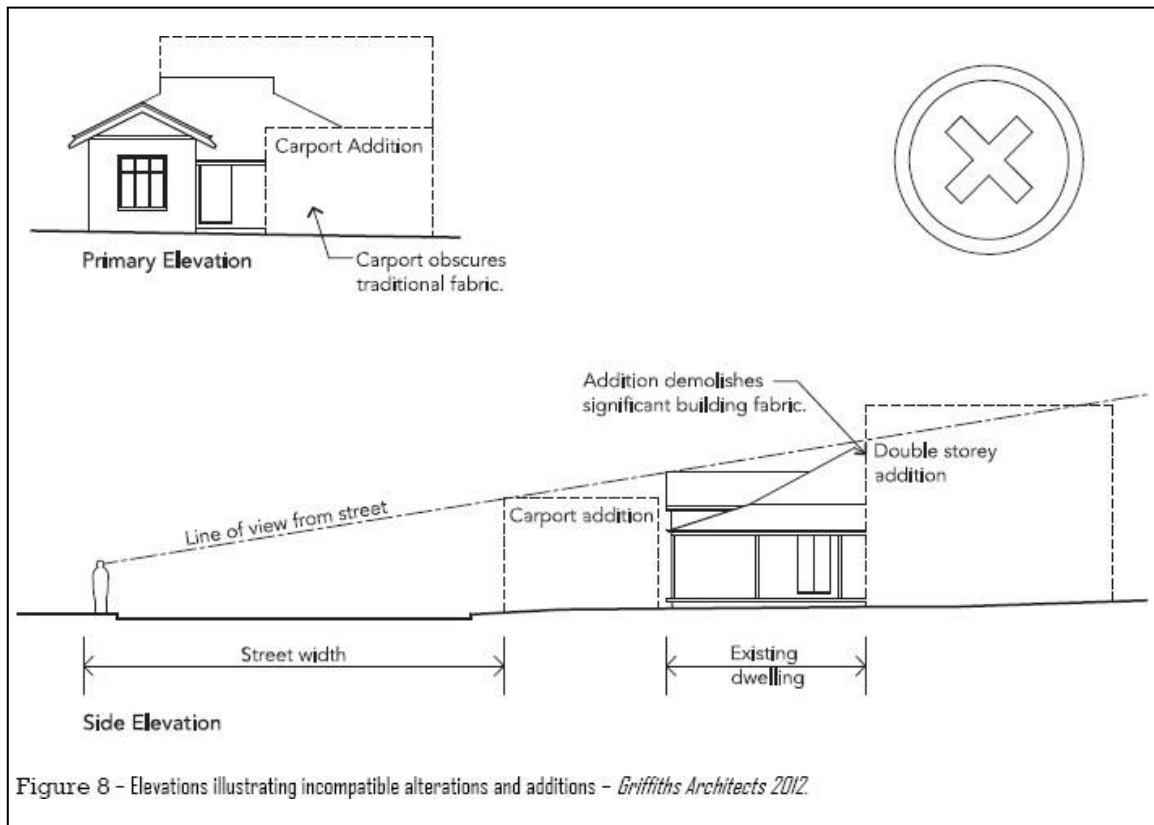 Carport Addition
Primary Elevation
Carport obscures
traditional fabric.
Addition demolishes
significant building fabric.
Double storey
addition
Carport addition
Line of view from street
Street width
Existing
dwelling
Side Elevation
Figure 8 – Elevations illustrating incompatible alterations and additions – Griffiths Architects 2012.